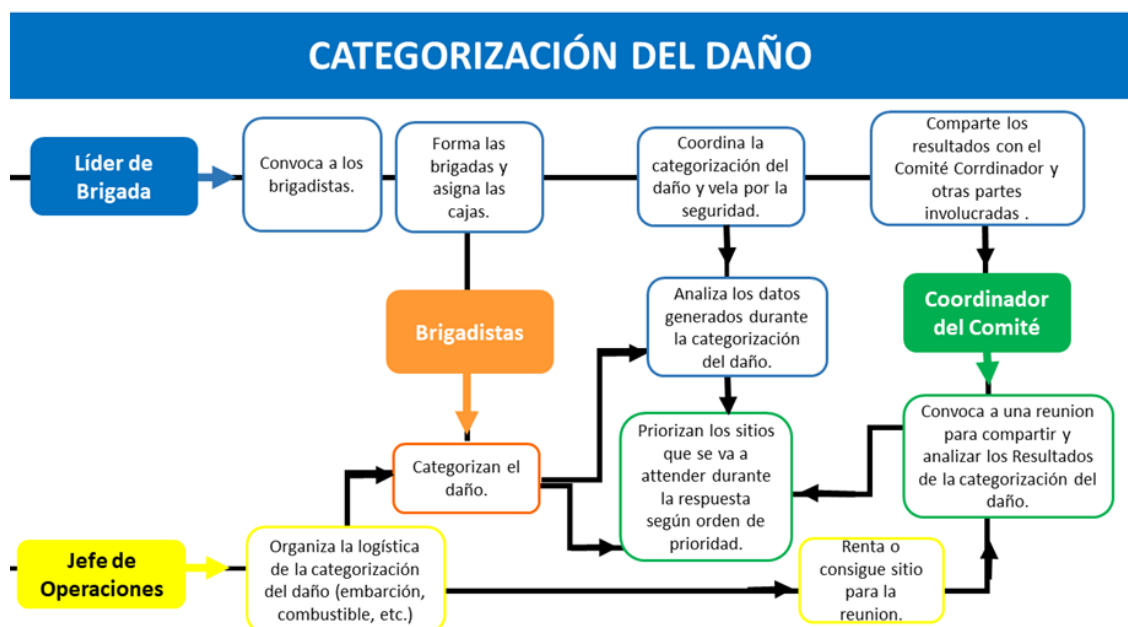 CATEGORIZACIÓN DEL DAÑO
Líder de
Brigada
Convoca a los
brigadistas.
Forma las
brigadas y
asigna las
cajas.
Coordina la
categorización del
daño y vela por la
seguridad.
Comparte los
resultados con el
Comité Corrdinador y
otras partes
involucradas .
Brigadistas
Analiza los datos
generados durante
la categorización
del daño.
Coordinador
del Comité
Categorizan el
daño.
Priorizan los sitios
que se va a
attender durante
la respuesta
según orden de
prioridad.
Convoca a una reunion
para compartir y
analizar los Resultados
de la categorización del
daño.
Jefe de
Operaciones
Organiza la logística
de la categorización
del daño (embarción,
combustible, etc.)
Renta o
consigue sitio
para la
reunion.